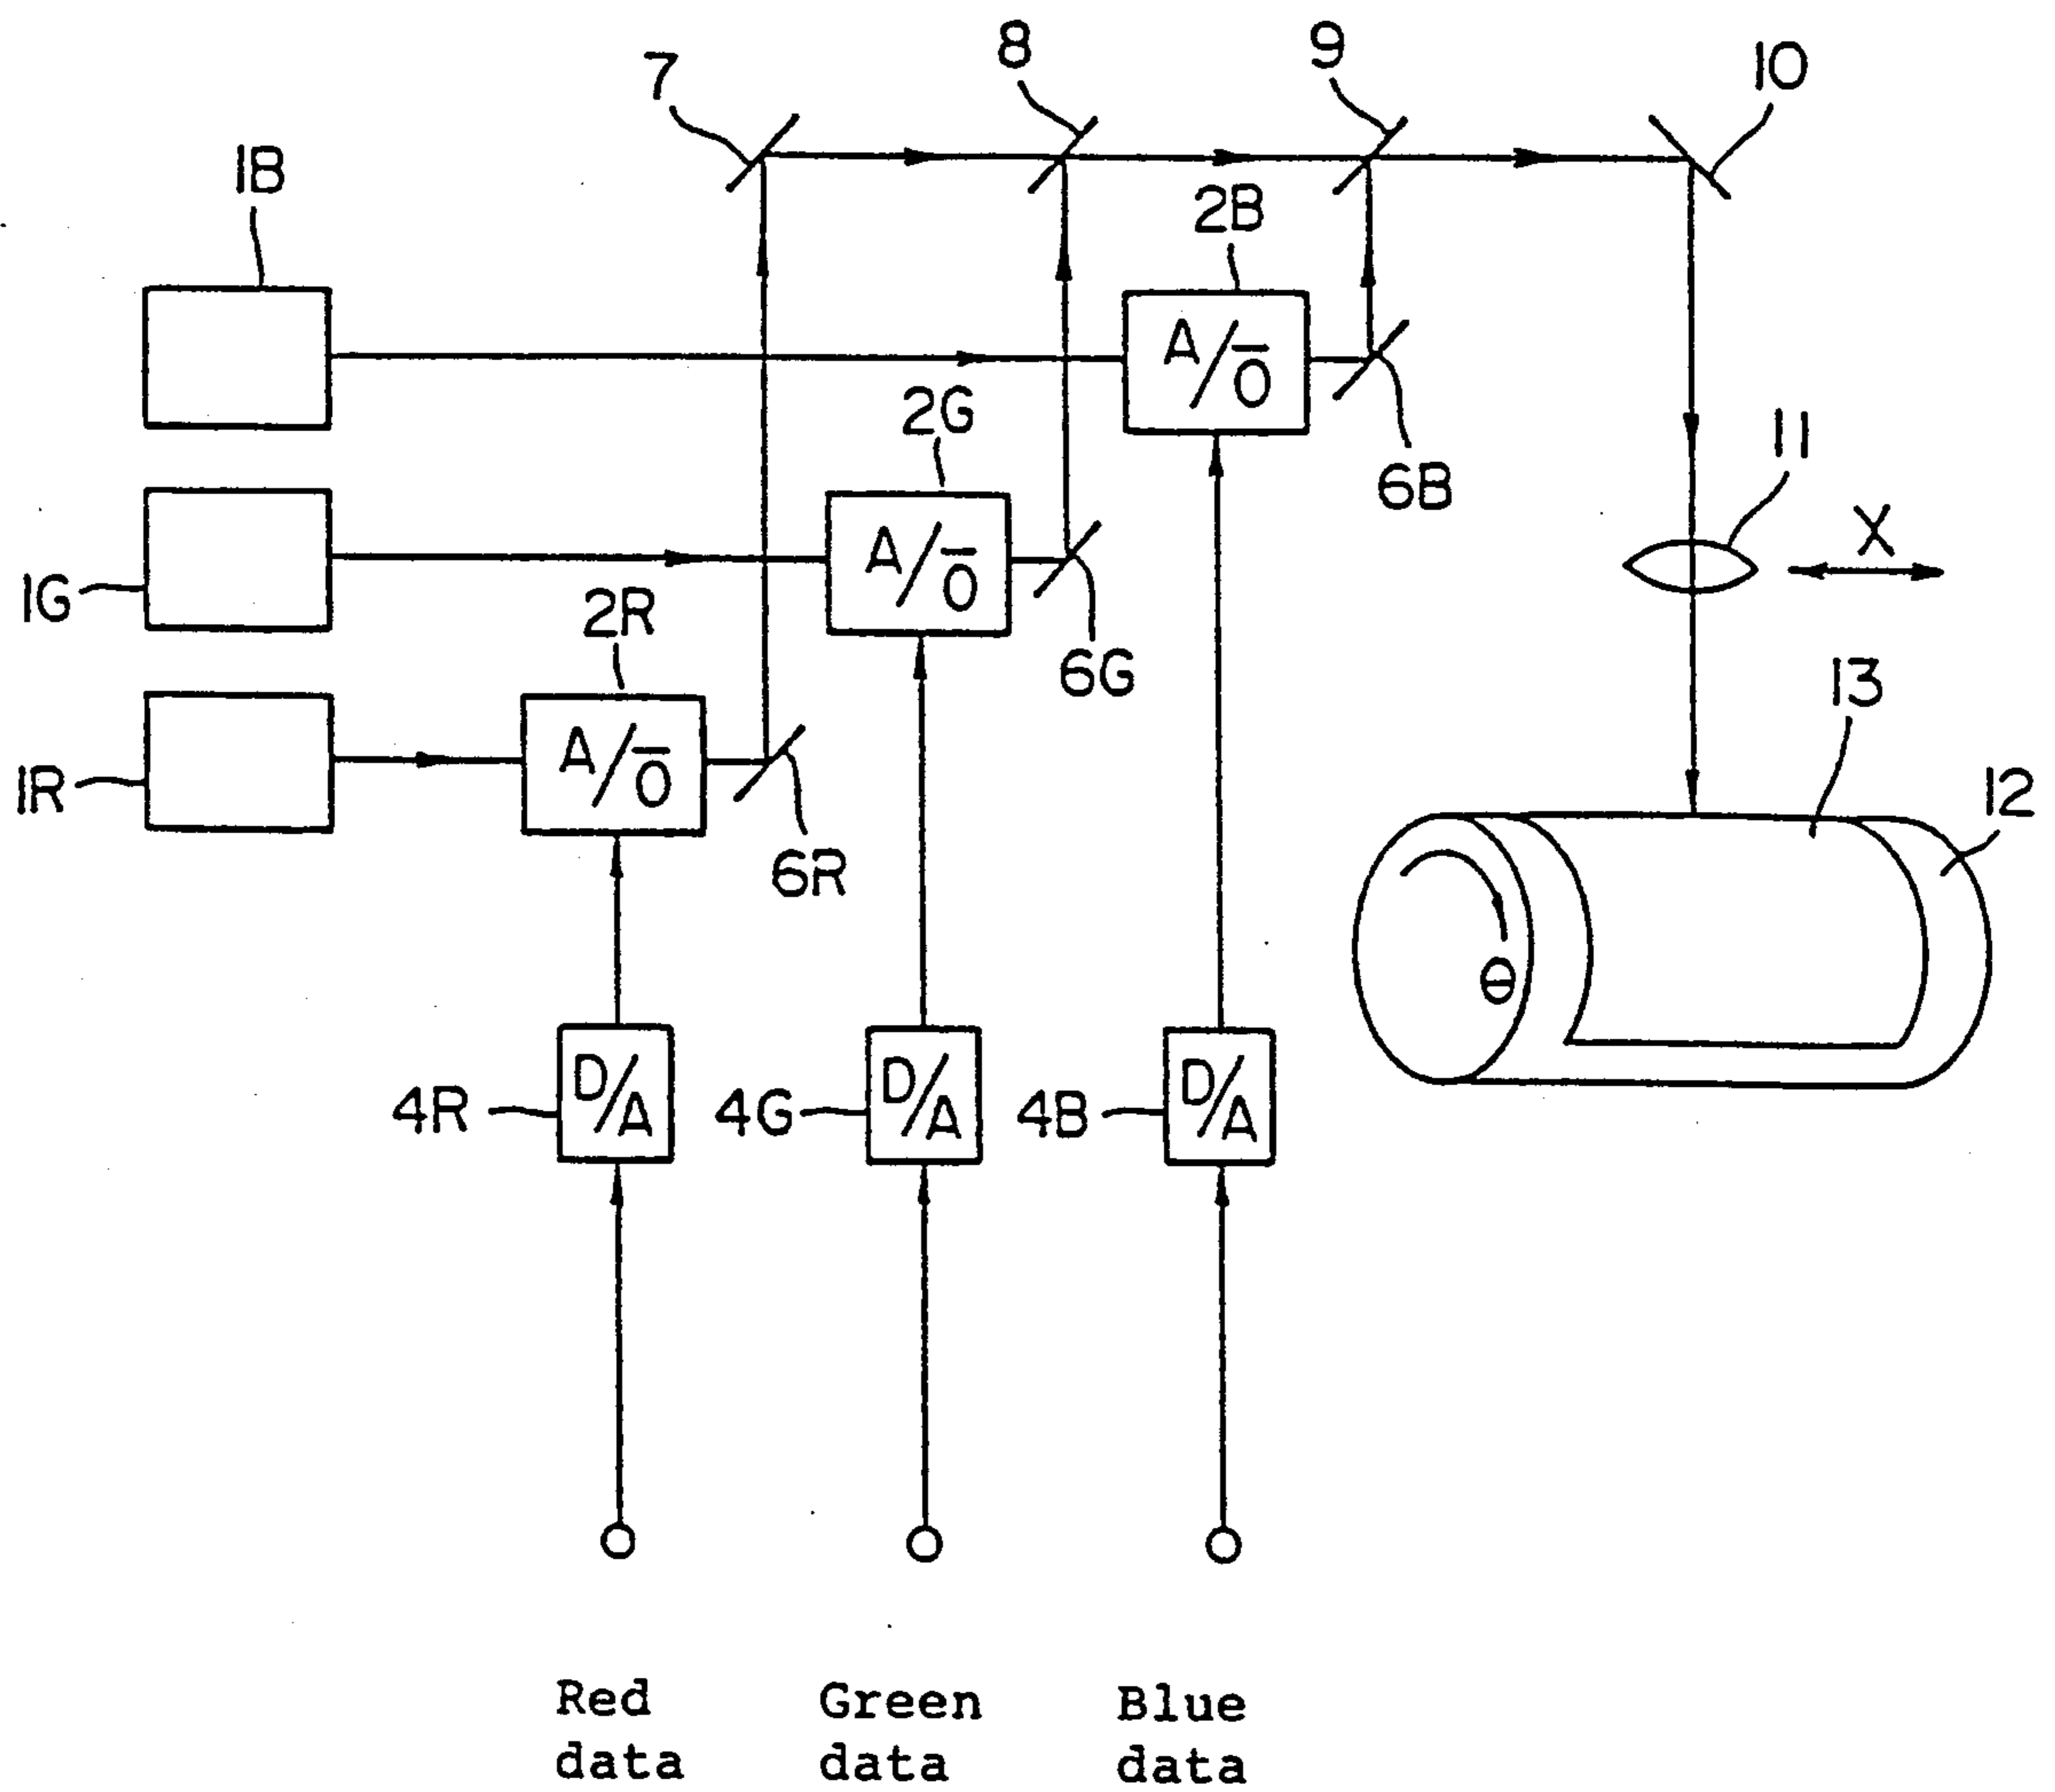 7
8
9
10
1B
2B
A/O
2G
11
6B
X
A/O
1G
2R
6G
13
A/O
1R
12
6R
θ
D/A
4R
D/A
4G
D/A
4B
Red data
Green data
Blue data